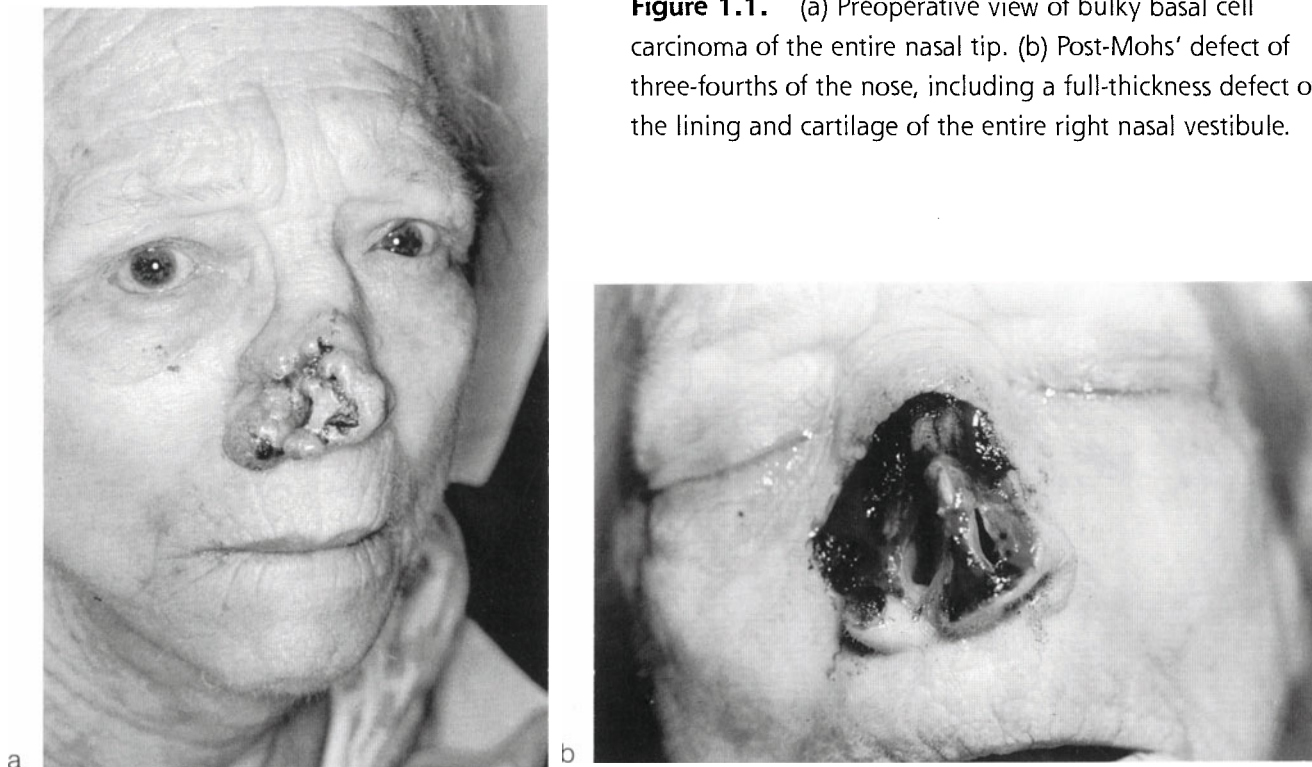 Figure 1.1. (a) Preoperative view of bulky basal cell
carcinoma of the entire nasal tip. (b) Post-Mohs' defect of
three-fourths of the nose, including a full-thickness defect o
the lining and cartilage of the entire right nasal vestibule.
a
b